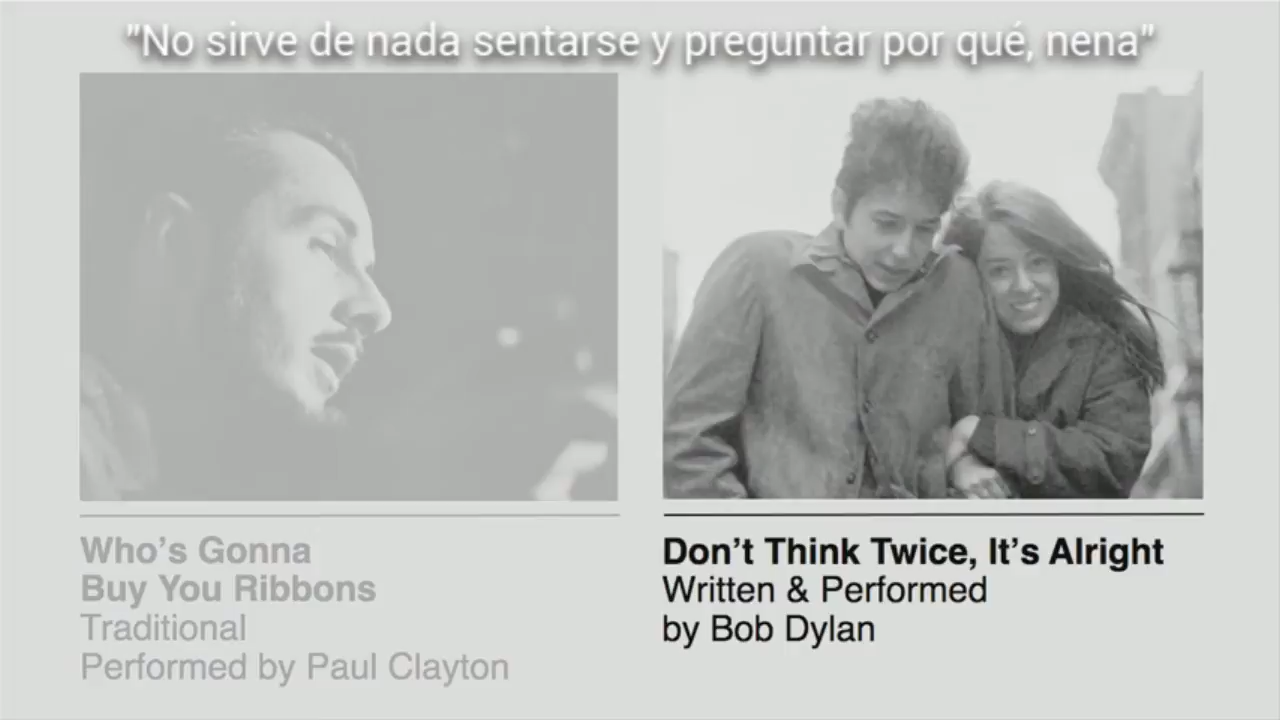 "No sirve de nada sentarse y preguntar por qué, nena"
Who's Gonna
Buy You Ribbons
Traditional
Performed by Paul Clayton
Don't Think Twice, It's Alright
Written & Performed
by Bob Dylan